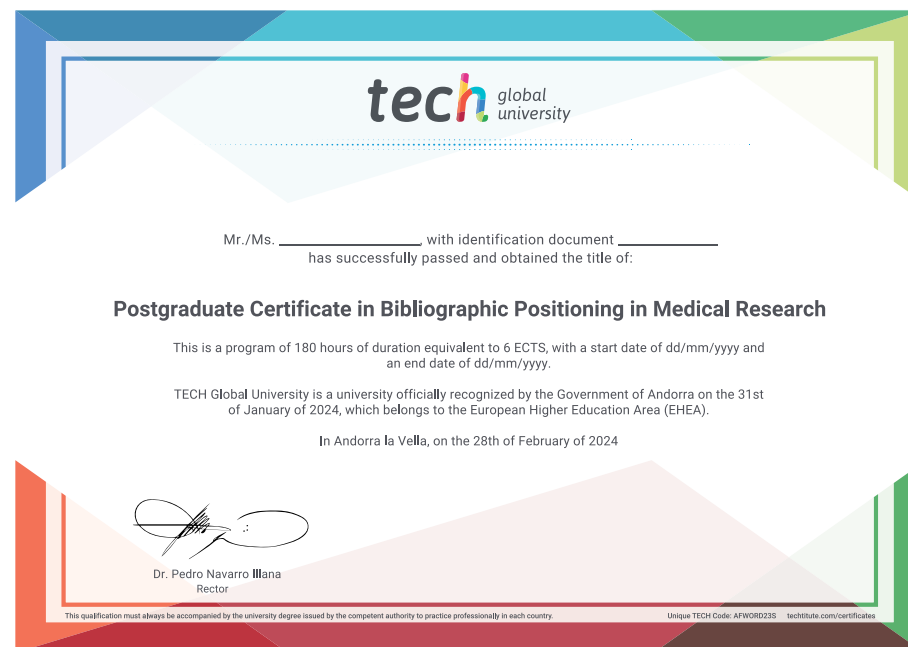 tech global
university
Mr./Ms. ____________________, with identification document ______________
has successfully passed and obtained the title of:
Postgraduate Certificate in Bibliographic Positioning in Medical Research
This is a program of 180 hours of duration equivalent to 6 ECTS, with a start date of dd/mm/yyyy and
an end date of dd/mm/yyyy.
TECH Global University is a university officially recognized by the Government of Andorra on the 31st
of January of 2024, which belongs to the European Higher Education Area (EHEA).
In Andorra la Vella, on the 28th of February of 2024
Dr. Pedro Navarro Illana
Rector
This qualification must always be accompanied by the university degree issued by the competent authority to practice professionally in each country.
Unique TECH Code: AFWORD23S techtitute.com/certificates